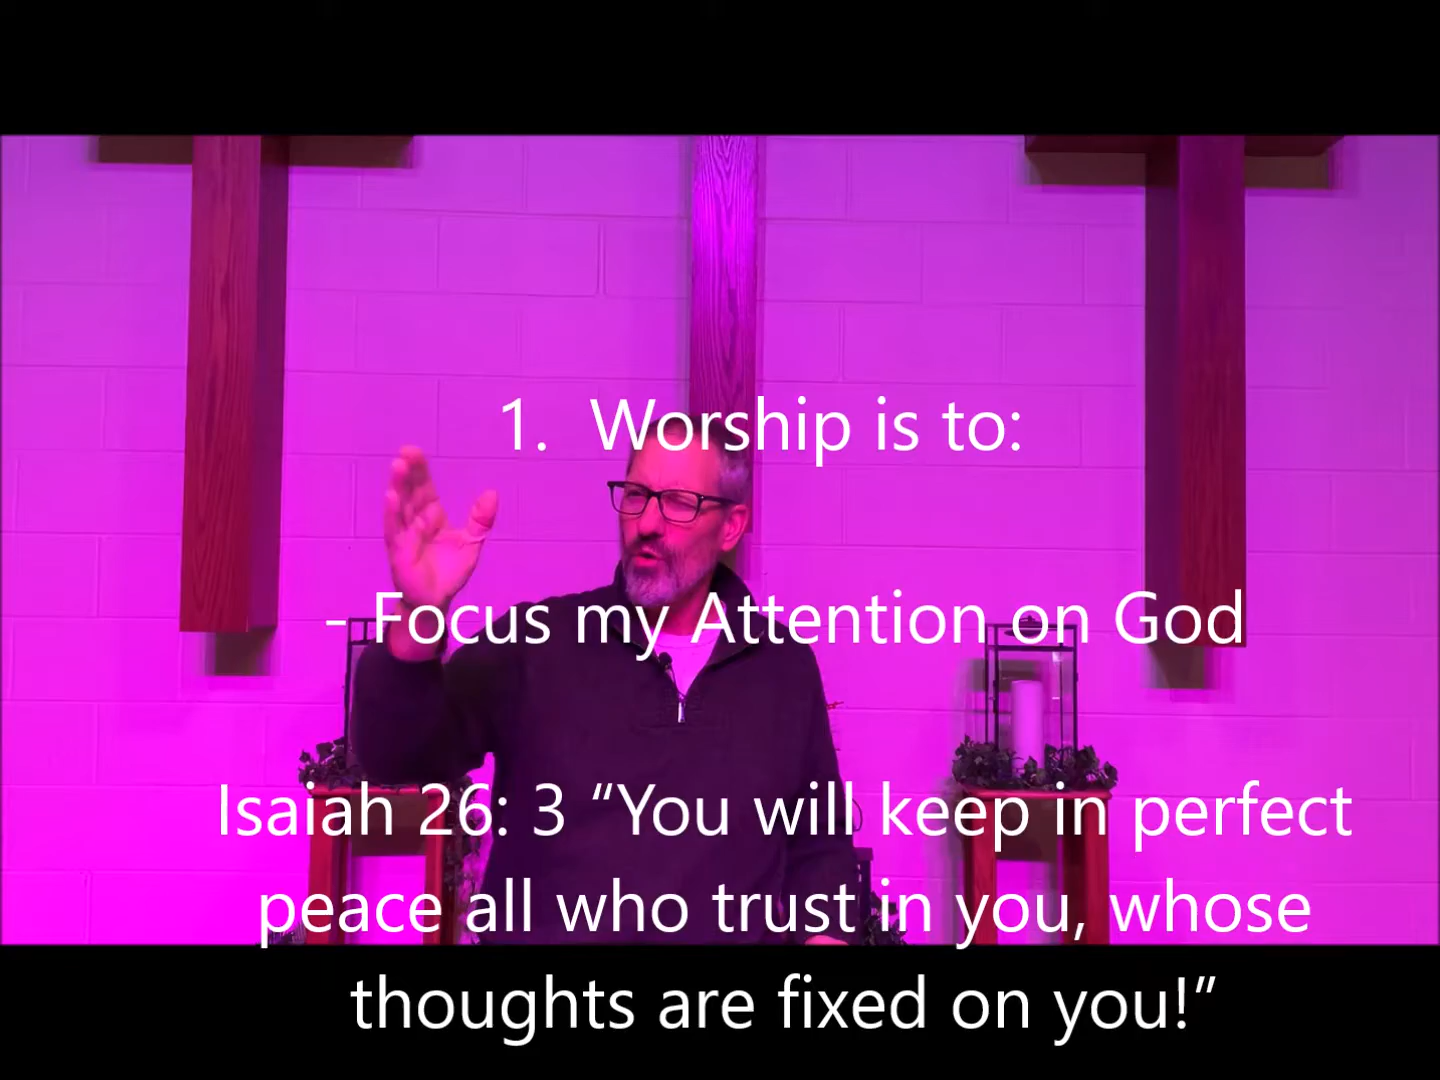 1. Worship is to:
- Focus my Attention on God
Isaiah 26: 3 “You will keep in perfect
peace all who trust in you, whose
thoughts are fixed on you!”